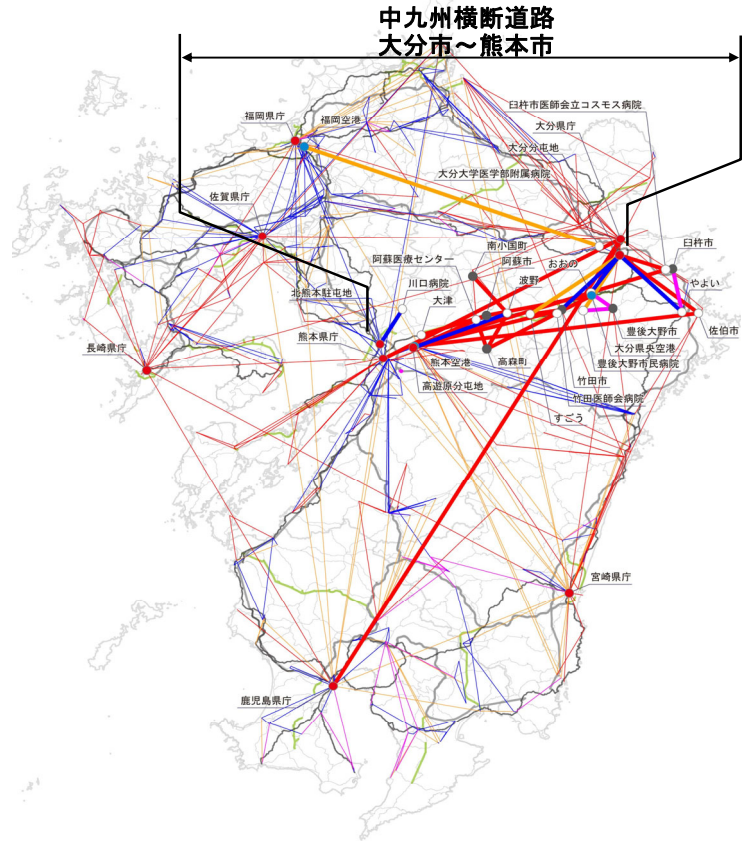 中九州横断道路
大分市～熊本市
臼杵市医師会立コスモス病院
福岡県庁
福岡空港
大分県庁
大分分屯地
大分大学医学部附属病院
佐賀県庁
南小国町
臼杵市
阿蘇医療センター
阿蘇市
おおの
北熊本駐屯地
川口病院
波野
やよい
大津
熊本県庁
豊後大野市
佐伯市
長崎県庁
熊本空港
高森町
大分県央空港
高遊原分屯地
豊後大野市民病院
竹田市
竹田医師会病院
すごう
宮崎県庁
鹿児島県庁